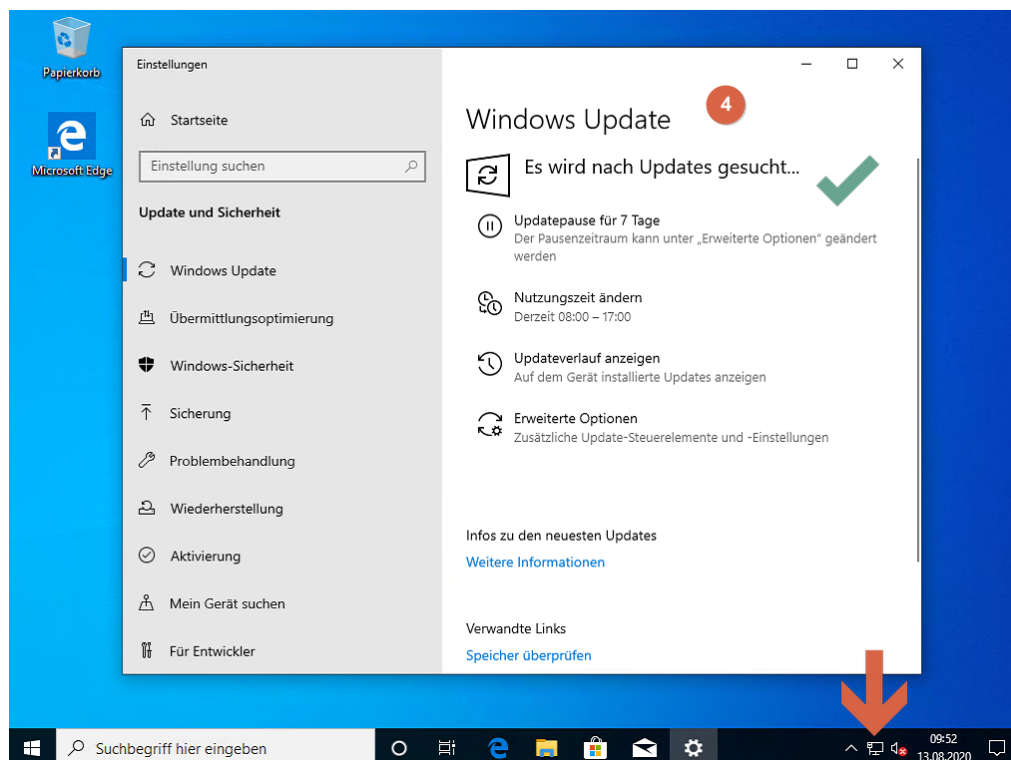 Papierkorb
Microsoft Edge
Einstellungen
Startseite
Einstellung suchen
Update und Sicherheit
Windows Update
Übermittlungsoptimierung
Windows-Sicherheit
Sicherung
Problembehandlung
Wiederherstellung
Aktivierung
Mein Gerät suchen
Für Entwickler
Windows Update
4
Es wird nach Updates gesucht...
Updatepause für 7 Tage
Der Pausenzeitraum kann unter „Erweiterte Optionen“ geändert
werden
Nutzungszeit ändern
Derzeit 08:00 – 17:00
Updateverlauf anzeigen
Auf dem Gerät installierte Updates anzeigen
Erweiterte Optionen
Zusätzliche Update-Steuerelemente und -Einstellungen
Infos zu den neuesten Updates
Weitere Informationen
Verwandte Links
Speicher überprüfen
Suchbegriff hier eingeben
09:52
13.08.2020